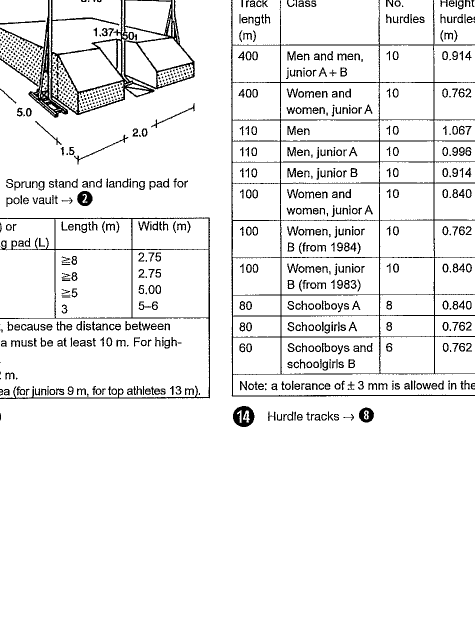 1.37+50t
5.0
1.5
2.0
Sprung stand and landing pad for
pole vault → 2
) or
g pad (L)
Length (m)
Width (m)
≧8
2.75
≧8
2.75
≧5
5.00
3
5–6
, because the distance between
a must be at least 10 m. For high-
m.
ea (for juniors 9 m, for top athletes 13 m).
Track
length
(m)
Class
No.
hurdies
Height
hurdles
(m)
400
Men and men,
junior A + B
10
0.914
400
Women and
women, junior A
10
0.762
110
Men
10
1.067
110
Men, junior A
10
0.996
110
Men, junior B
10
0.914
100
Women and
women, junior A
10
0.840
100
Women, junior
B (from 1984)
10
0.762
100
Women, junior
B (from 1983)
10
0.840
80
Schoolboys A
8
0.840
80
Schoolgirls A
8
0.762
60
Schoolboys and
schoolgirls B
6
0.762
Note: a tolerance of ± 3 mm is allowed in the
14 Hurdle tracks → 8